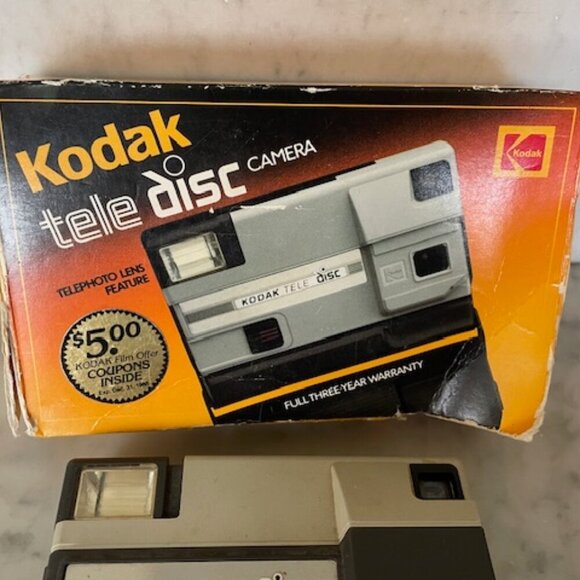 Kodak
tele disc CAMERA
Kodak
TELEPHOTO LENS
FEATURE
KODAK TELE disc
Kodak
$5.00
KODAK Film Offer
COUPONS
INSIDE
FULL THREE-YEAR WARRANTY